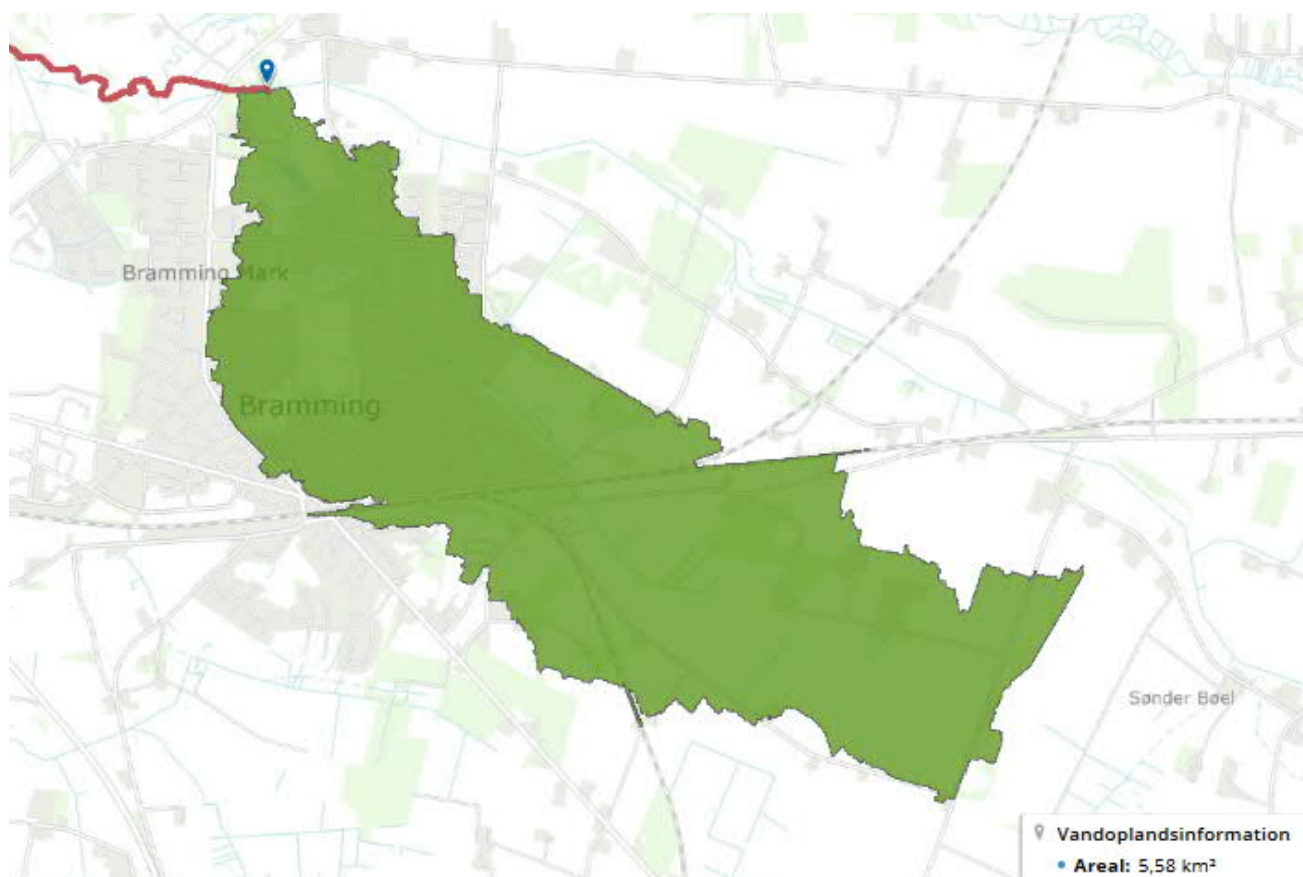 Bramming Mark
Bramming
Sønder Bøel
Vandoplandsinformation
• Areal: 5,58 km²